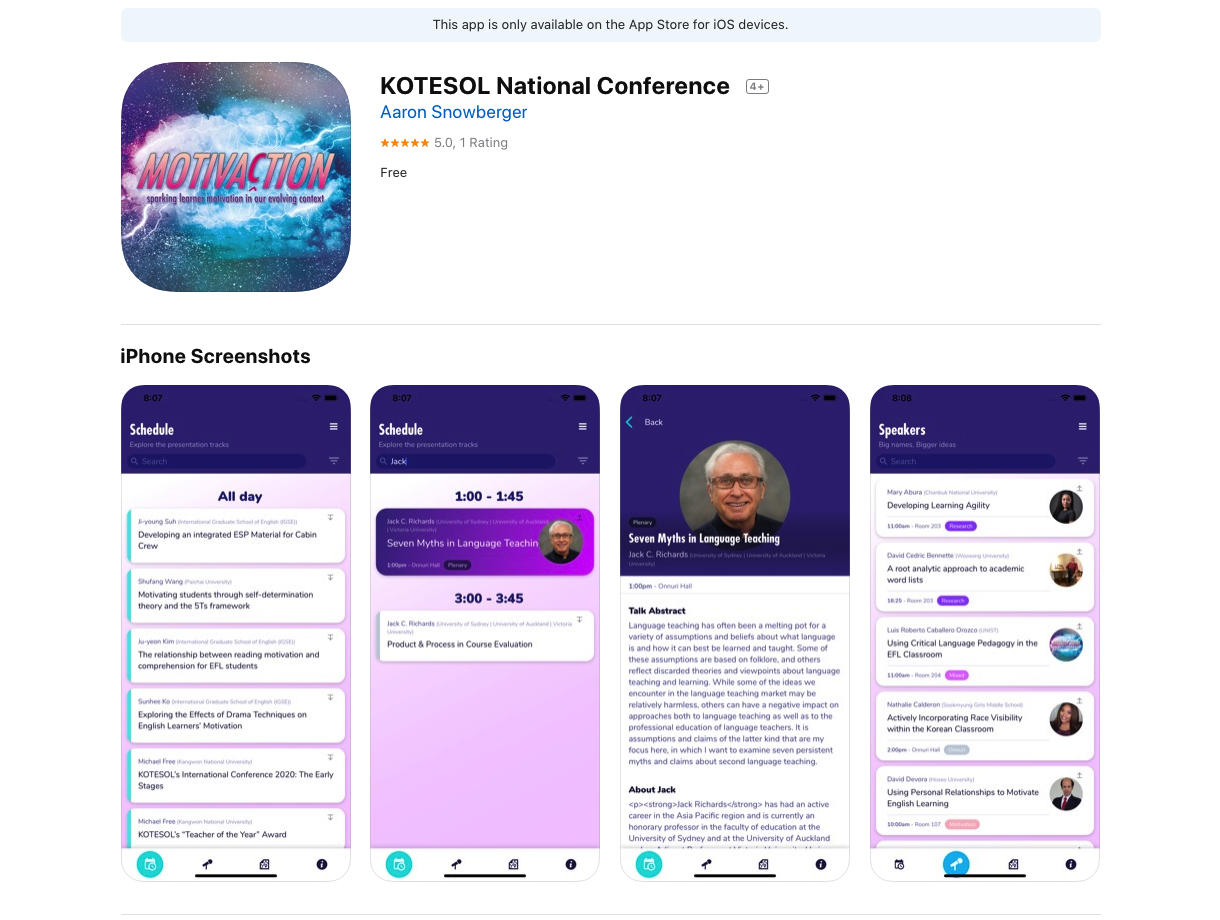 This app is only available on the App Store for iOS devices.
MOTIVACTION
sparking learner motivation in our evolving context
KOTESOL National Conference 4+
Aaron Snowberger
★★★★★ 5.0, 1 Rating
Free
iPhone Screenshots
8:07
Schedule
Explore the presentation tracks
Search
All day
Ji-young Suh (International Graduate School of English (IGSE))
Developing an integrated ESP Material for Cabin
Crew
Shufang Wang (Paichai University)
Motivating students through self-determination
theory and the 5Ts framework
Ju-yeon Kim (International Graduate School of English (IGSE))
The relationship between reading motivation and
comprehension for EFL students
Sunhee Ko (International Graduate School of English (IGSE))
Exploring the Effects of Drama Techniques on
English Learners' Motivation
Michael Free (Kangwon National University)
KOTESOL's International Conference 2020: The Early
Stages
Michael Free (Kangwon National University)
KOTESOL's "Teacher of the Year" Award
8:07
Schedule
Explore the presentation tracks
Jack
1:00 - 1:45
Jack C. Richards (University of Sydney | University of Auckland
| Victoria University)
Seven Myths in Language Teachin
1:00pm - Onnuri Hall Plenary
3:00 - 3:45
Jack C. Richards (University of Sydney | University of Auckland | Victoria
University)
Product & Process in Course Evaluation
8:07
Back
Plenary
Seven Myths in Language Teaching
Jack C. Richards (University of Sydney | University of Auckland | Victoria
University)
1:00pm - Onnuri Hall
Talk Abstract
Language teaching has often been a melting pot for a
variety of assumptions and beliefs about what language
is and how it can best be learned and taught. Some of
these assumptions are based on folklore, and others
reflect discarded theories and viewpoints about language
teaching and learning. While some of the ideas we
encounter in the language teaching market may be
relatively harmless, others can have a negative impact on
approaches both to language teaching as well as to the
professional education of language teachers. It is
assumptions and claims of the latter kind that are my
focus here, in which I want to examine seven persistent
myths and claims about second language teaching.
About Jack
<p><strong>Jack Richards</strong> has had an active
career in the Asia Pacific region and is currently an
honorary professor in the faculty of education at the
University of Sydney and at the University of Auckland
8:08
Speakers
Big names, Bigger ideas
Search
Mary Abura (Chonbuk National University)
Developing Learning Agility
11:00am - Room 203 Research
David Cedric Bennette (Woosong University)
A root analytic approach to academic
word lists
16:25 - Room 203 Research
Luis Roberto Caballero Orozco (UNIST)
Using Critical Language Pedagogy in the
EFL Classroom
11:00am - Room 204 Mixed
Nathalie Calderon (Sookmyung Girls Middle School)
Actively Incorporating Race Visibility
within the Korean Classroom
2:00pm - Onnuri Hall Onnuri
David Devora (Hoseo University)
Using Personal Relationships to Motivate
English Learning
10:00am - Room 107 Motivation